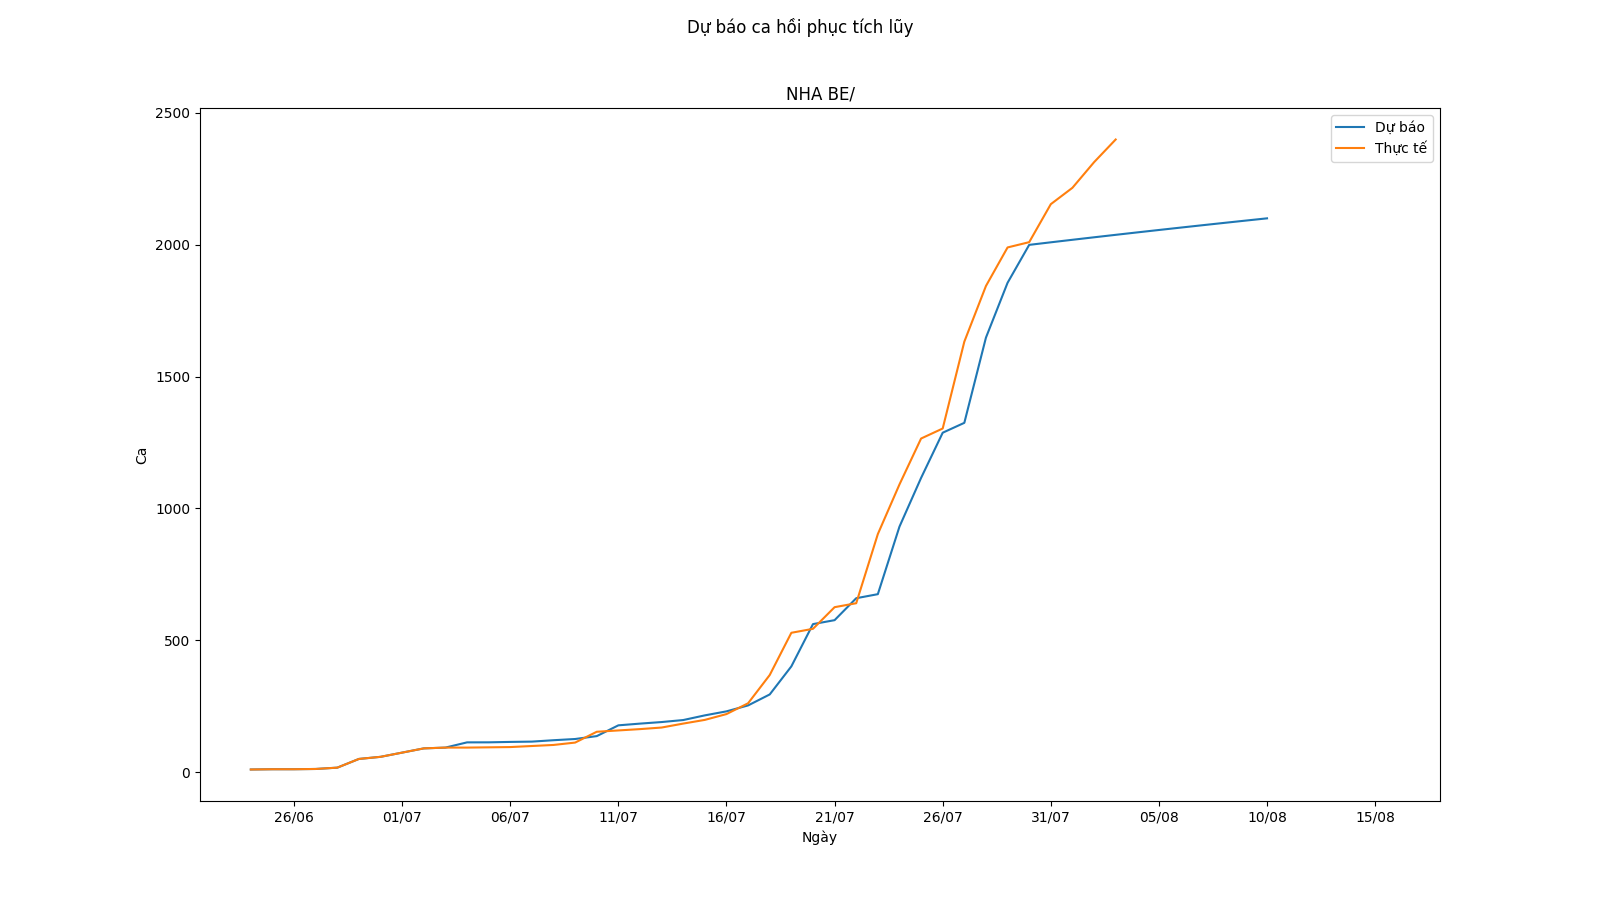 Dự báo ca hồi phục tích lũy
NHA BE/
2500
2000
1500
1000
500
0
Ca
Dự báo
Thực tế
26/06 01/07 06/07 11/07 16/07 21/07 26/07 31/07 05/08 10/08 15/08
Ngày